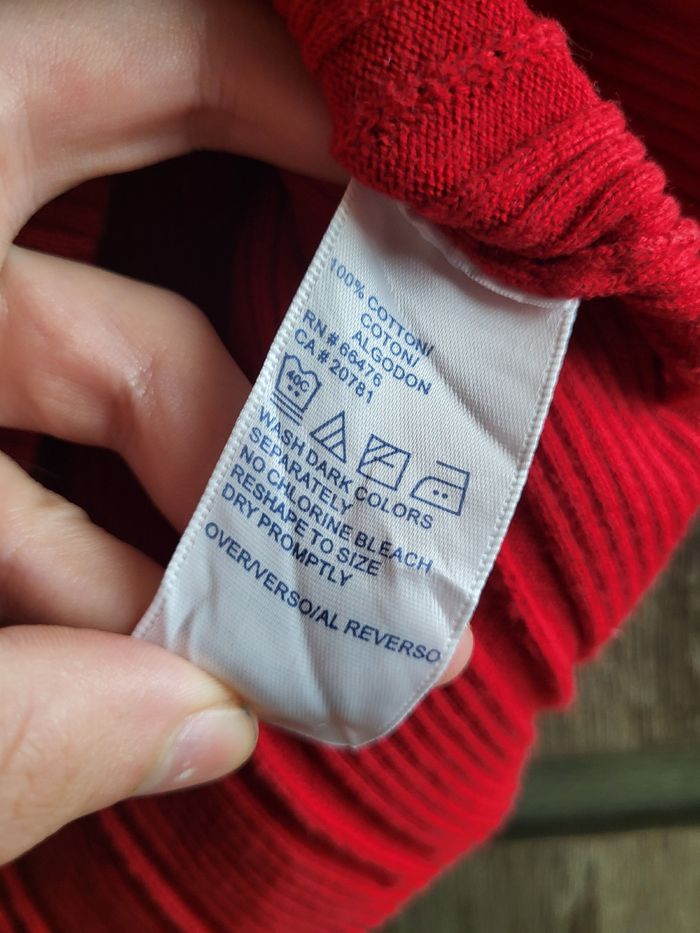 100% COTTON/
COTON/
ALGODON
RN # 66476
CA # 20781
40C
WASH DARK COLORS
SEPARATELY
NO CHLORINE BLEACH
RESHAPE TO SIZE
DRY PROMPTLY
OVER/VERSO/AL REVERSO